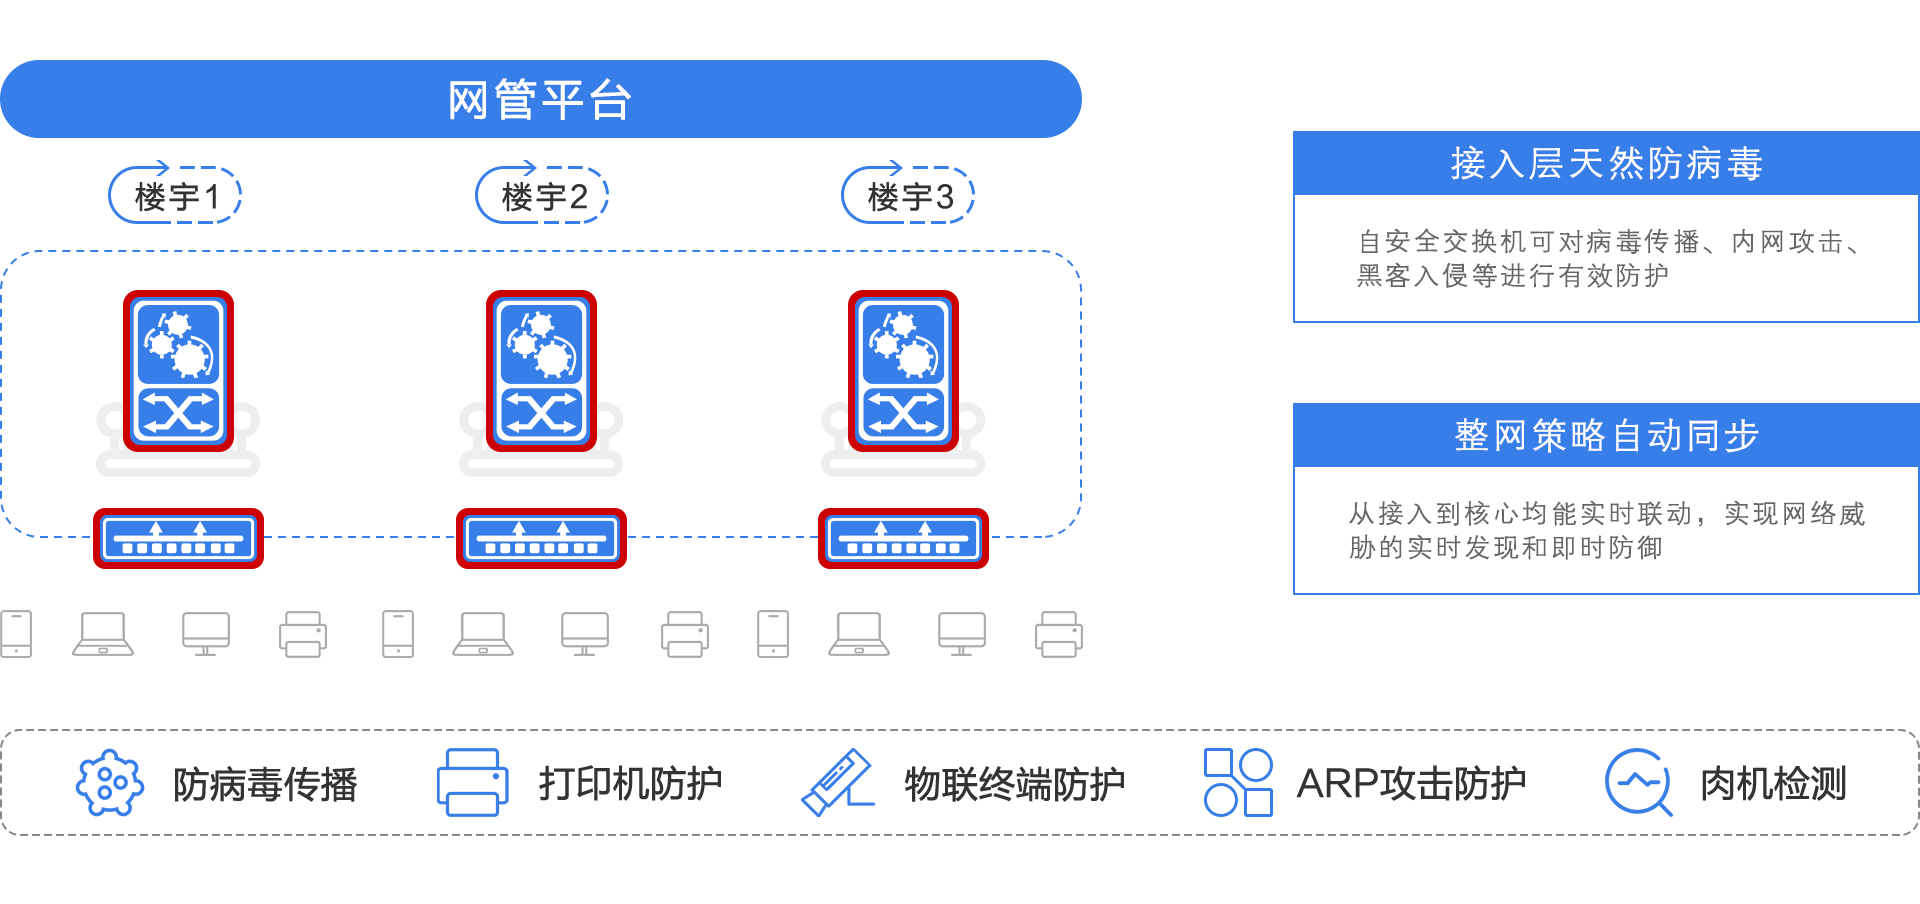 网管平台
楼宇1
楼宇2
楼宇3
接入层天然防病毒
自安全交换机可对病毒传播、内网攻击、
黑客入侵等进行有效防护
整网策略自动同步
从接入到核心均能实时联动，实现网络威
胁的实时发现和即时防御
防病毒传播
打印机防护
物联终端防护
ARP攻击防护
肉机检测